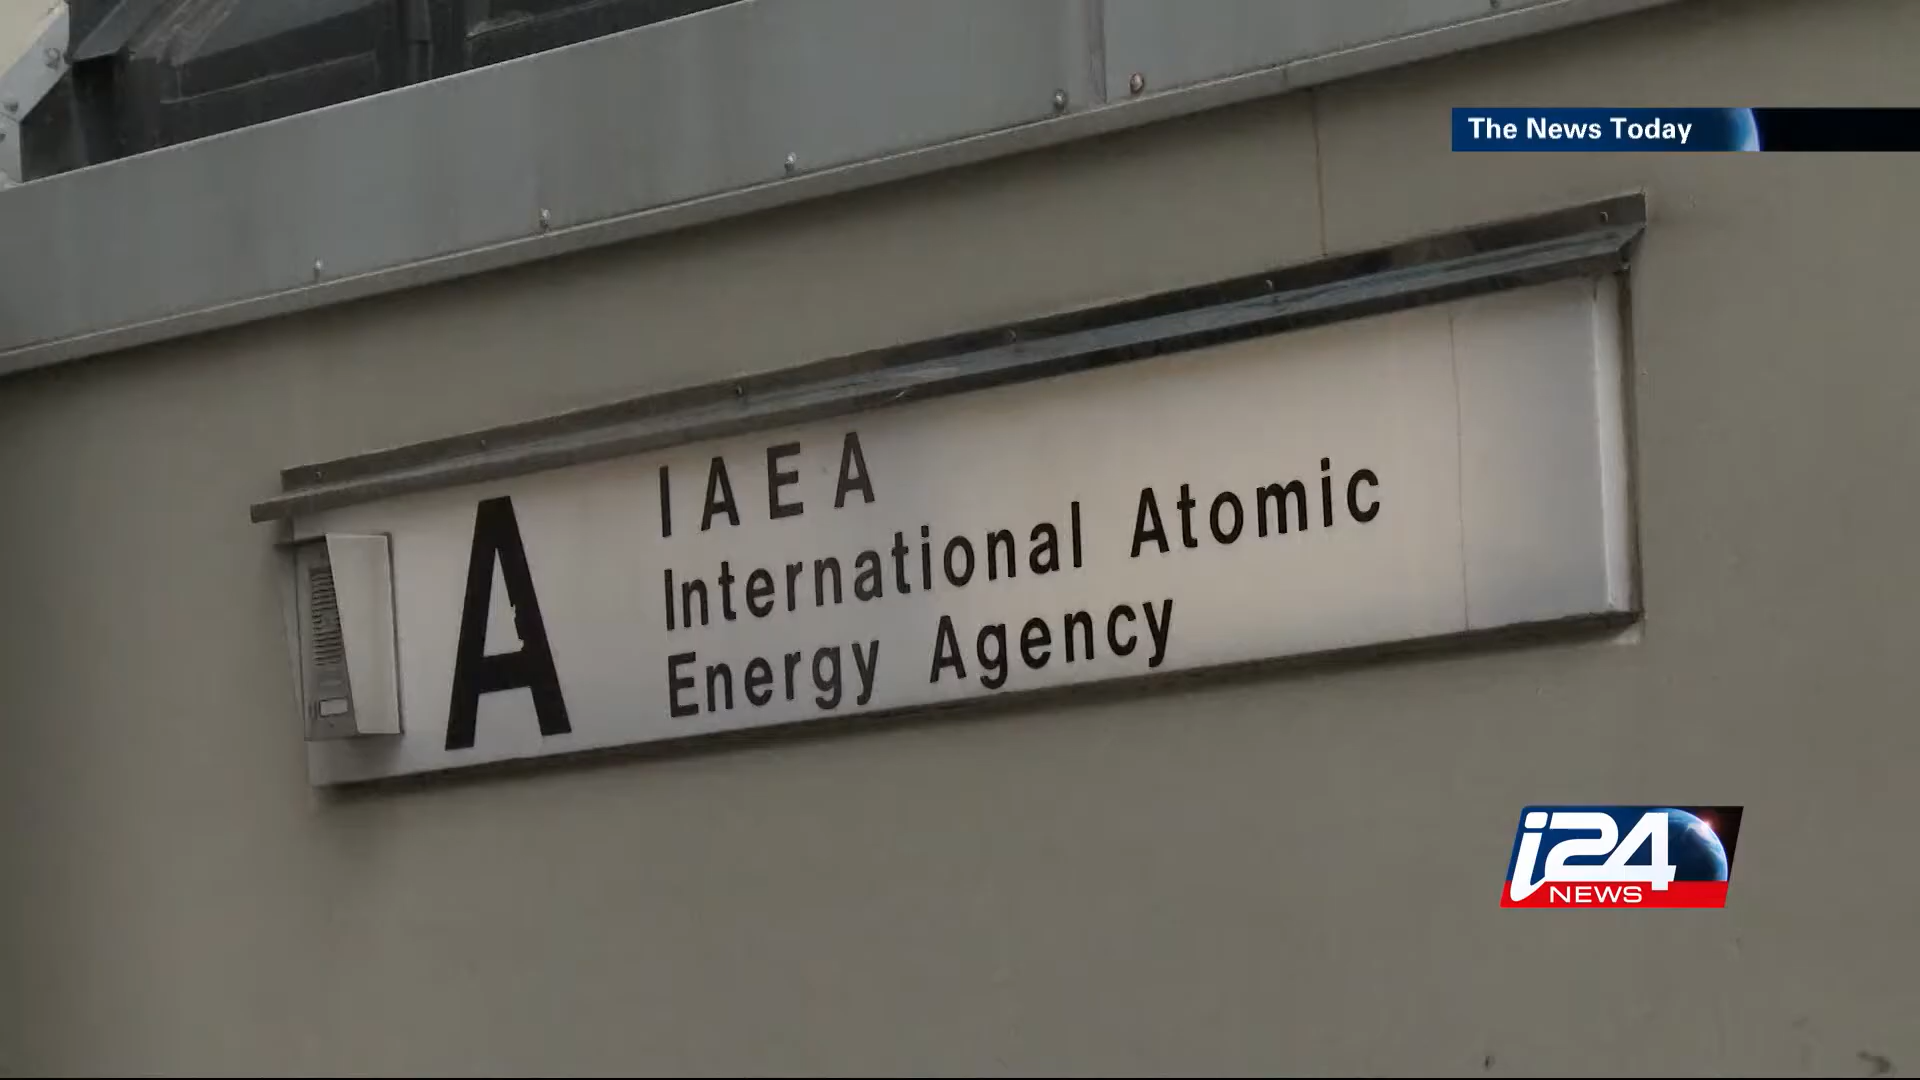 The News Today
A
IAEA
International Atomic
Energy Agency
i24
NEWS